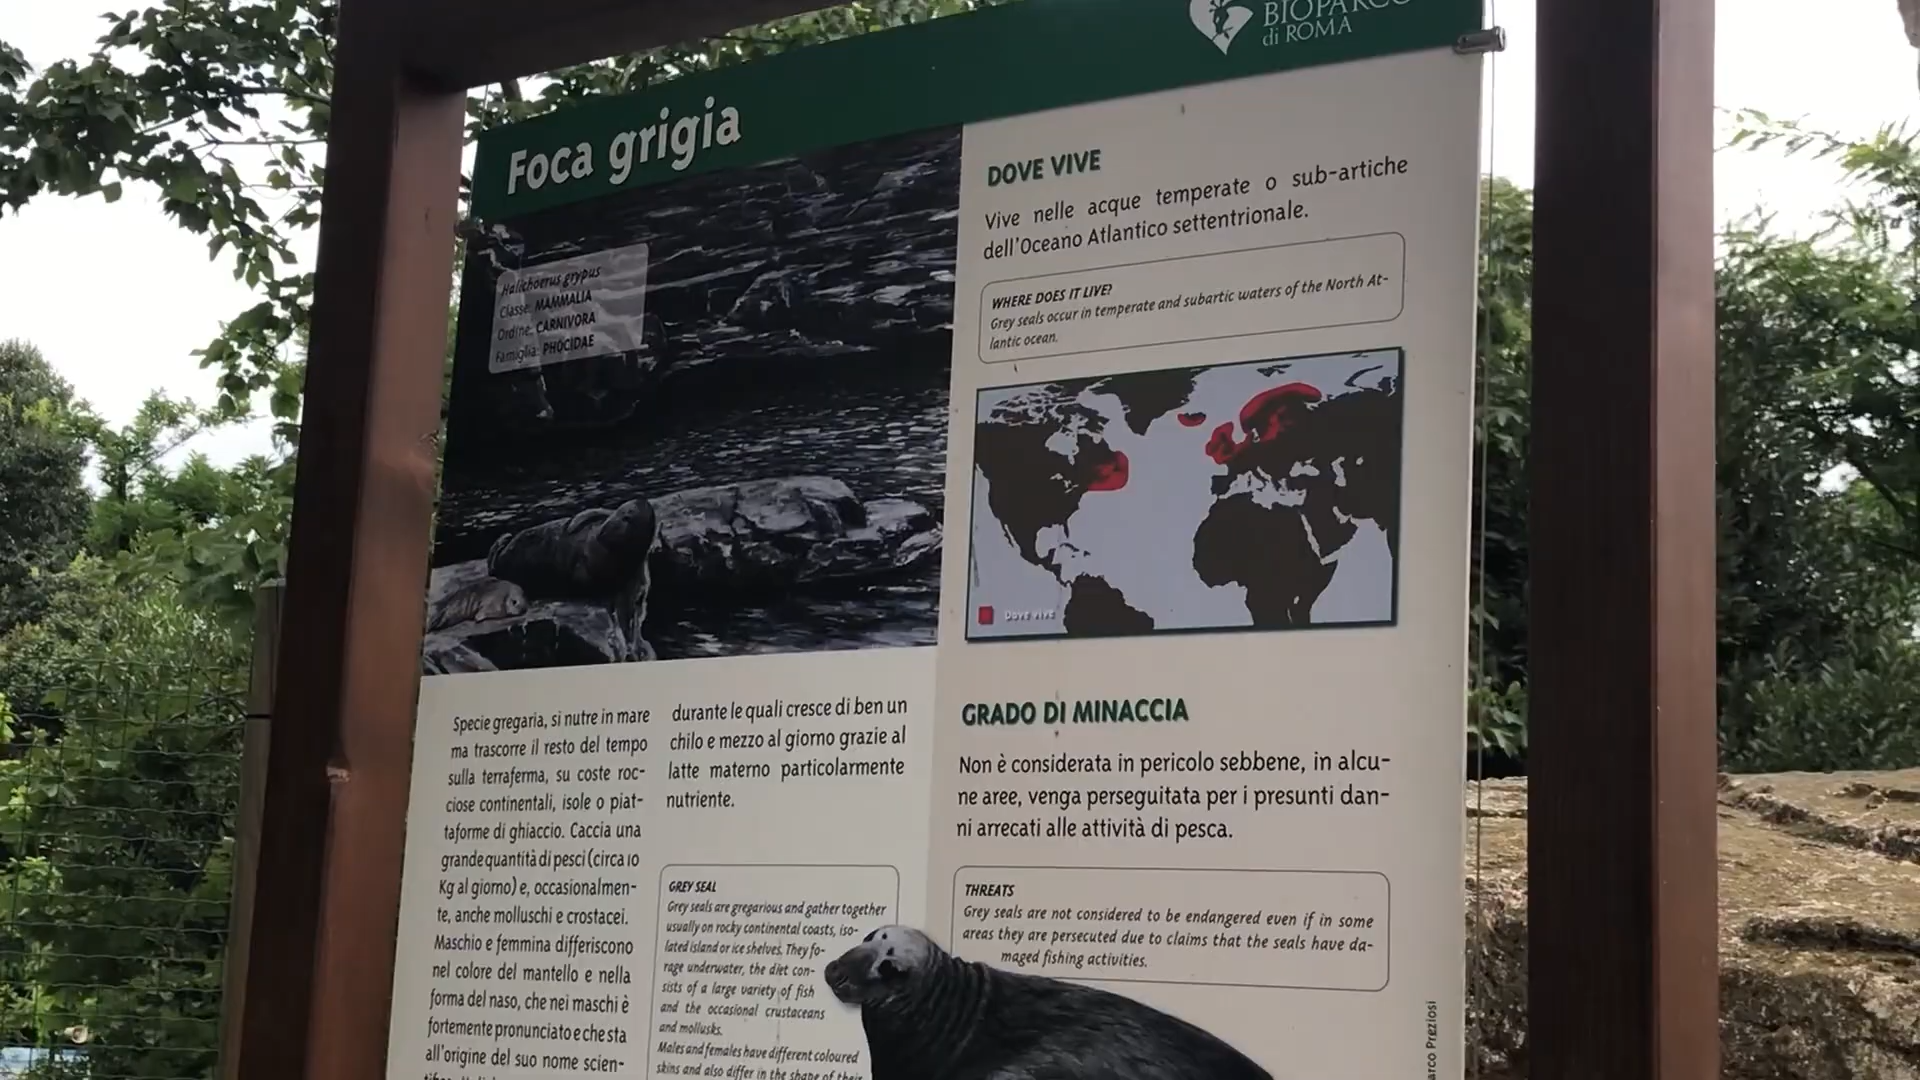 BIOPARCO
di ROMA
Foca grigia
Halichoerus grypus
Classe: MAMMALIA
Ordine: CARNIVORA
Famiglia: PHOCIDAE
Specie gregaria, si nutre in mare
ma trascorre il resto del tempo
sulla terraferma, su coste roc-
ciose continentali, isole o piat-
taforme di ghiaccio. Caccia una
grande quantità di pesci (circa 10
Kg al giorno) e, occasionalmen-
te, anche molluschi e crostacei.
Maschio e femmina differiscono
nel colore del mantello e nella
forma del naso, che nei maschi è
fortemente pronunciato e che sta
all'origine del suo nome scien-
durante le quali cresce di ben un
chilo e mezzo al giorno grazie al
latte materno particolarmente
nutriente.
GREY SEAL
Grey seals are gregarious and gather together
usually on rocky continental coasts, iso-
lated island or ice shelves. They fo-
rage underwater, the diet con-
sists of a large variety of fish
and the occasional crustaceans
and mollusks.
Males and females have different coloured
skins and also differ in the shape of their
DOVE VIVE
Vive nelle acque temperate o sub-artiche
dell'Oceano Atlantico settentrionale.
WHERE DOES IT LIVE?
Grey seals occur in temperate and subartic waters of the North At-
lantic ocean.
DOVE VIVE
GRADO DI MINACCIA
Non è considerata in pericolo sebbene, in alcu-
ne aree, venga perseguitata per i presunti dan-
ni arrecati alle attività di pesca.
THREATS
Grey seals are not considered to be endangered even if in some
areas they are persecuted due to claims that the seals have da-
maged fishing activities.
arco Preziosi